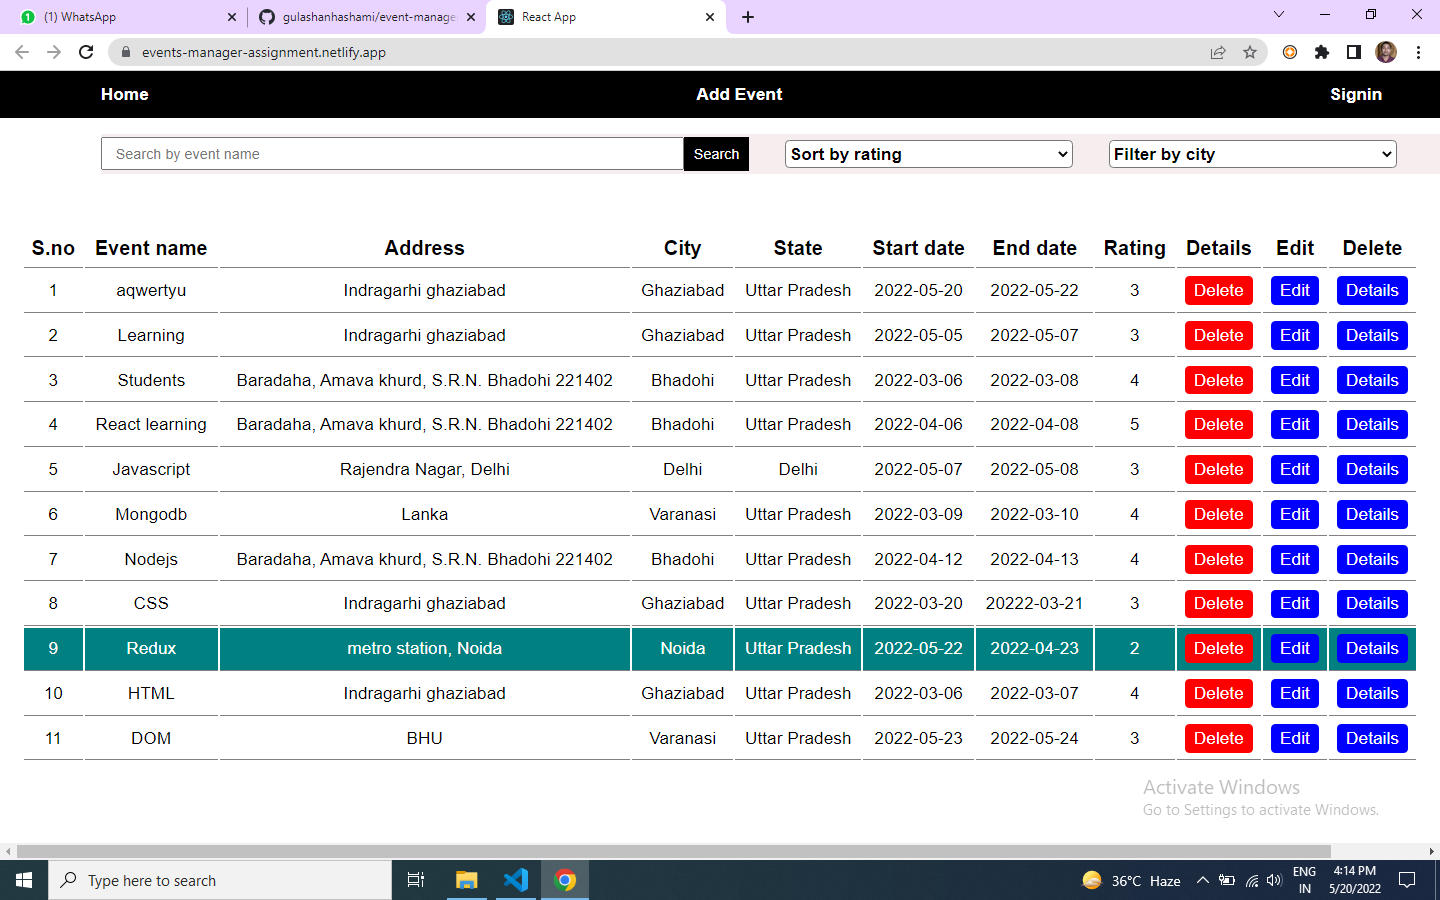 (1) WhatsApp
gulashanhashami/event-manage
React App
events-manager-assignment.netlify.app
Home Add Event Signin
Search by event name Search Sort by rating Filter by city
S.no Event name Address City State Start date End date Rating Details Edit Delete
1 aqwertyu Indragarhi ghaziabad Ghaziabad Uttar Pradesh 2022-05-20 2022-05-22 3 Delete Edit Details
2 Learning Indragarhi ghaziabad Ghaziabad Uttar Pradesh 2022-05-05 2022-05-07 3 Delete Edit Details
3 Students Baradaha, Amava khurd, S.R.N. Bhadohi 221402 Bhadohi Uttar Pradesh 2022-03-06 2022-03-08 4 Delete Edit Details
4 React learning Baradaha, Amava khurd, S.R.N. Bhadohi 221402 Bhadohi Uttar Pradesh 2022-04-06 2022-04-08 5 Delete Edit Details
5 Javascript Rajendra Nagar, Delhi Delhi Delhi 2022-05-07 2022-05-08 3 Delete Edit Details
6 Mongodb Lanka Varanasi Uttar Pradesh 2022-03-09 2022-03-10 4 Delete Edit Details
7 Nodejs Baradaha, Amava khurd, S.R.N. Bhadohi 221402 Bhadohi Uttar Pradesh 2022-04-12 2022-04-13 4 Delete Edit Details
8 CSS Indragarhi ghaziabad Ghaziabad Uttar Pradesh 2022-03-20 20222-03-21 3 Delete Edit Details
9 Redux metro station, Noida Noida Uttar Pradesh 2022-05-22 2022-04-23 2 Delete Edit Details
10 HTML Indragarhi ghaziabad Ghaziabad Uttar Pradesh 2022-03-06 2022-03-07 4 Delete Edit Details
11 DOM BHU Varanasi Uttar Pradesh 2022-05-23 2022-05-24 3 Delete Edit Details
Activate Windows
Go to Settings to activate Windows.
Type here to search
36°C Haze
ENG
IN
4:14 PM
5/20/2022